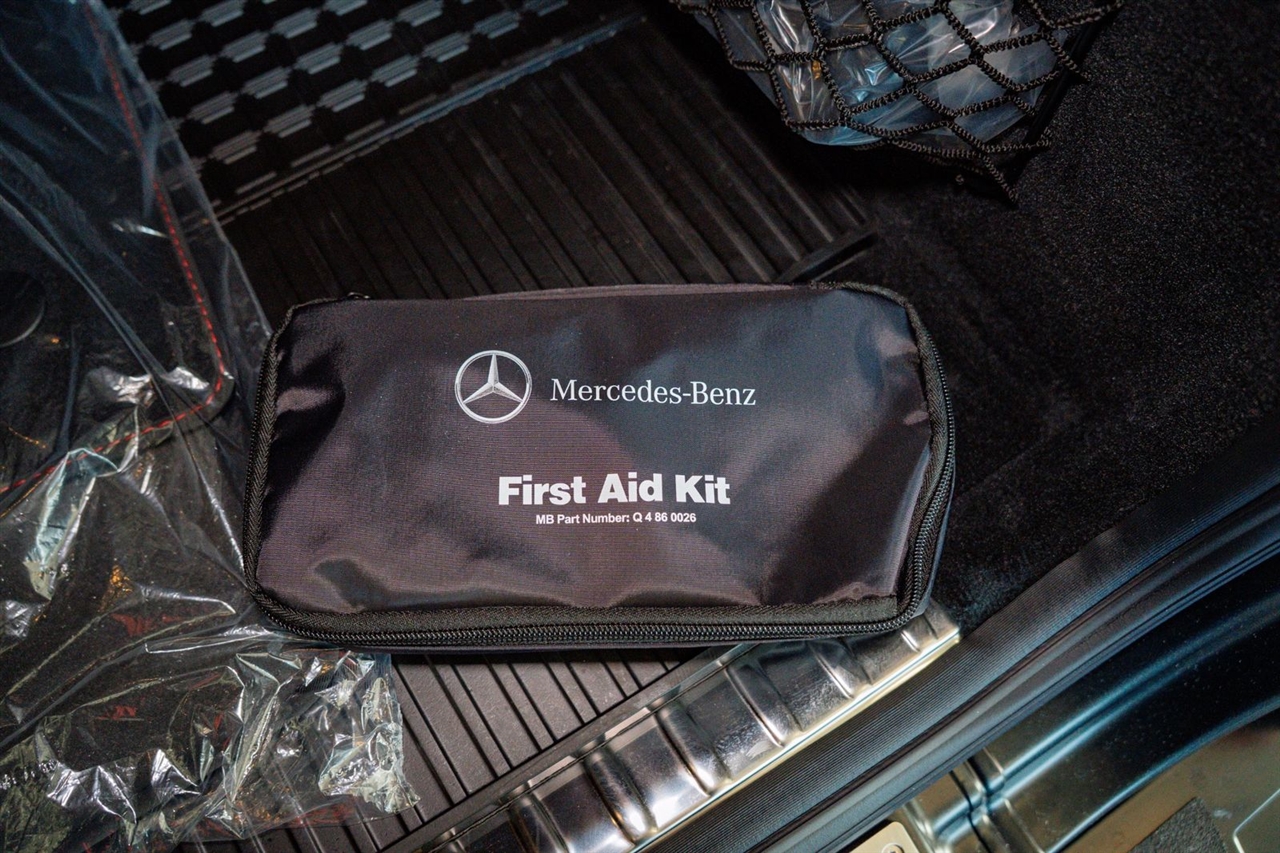 Mercedes-Benz
First Aid Kit
MB Part Number: Q 4 86 0026